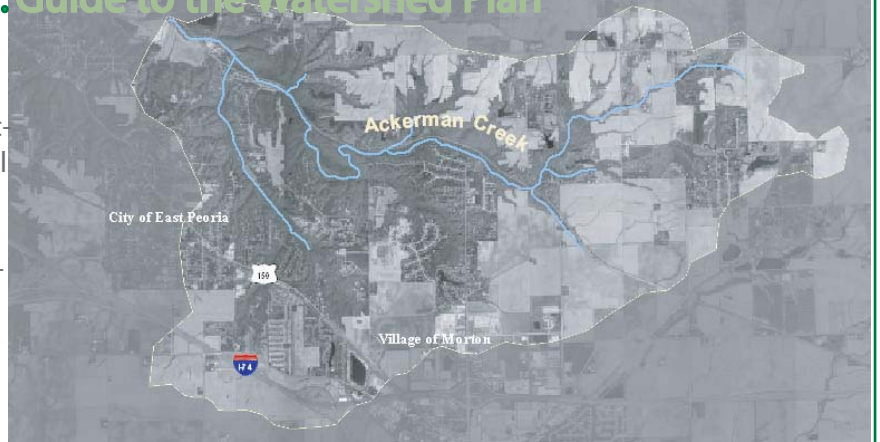 Guide to the Watershed Plan
Ackerman Creek
City of East Peoria
150
Village of Morton
I-74